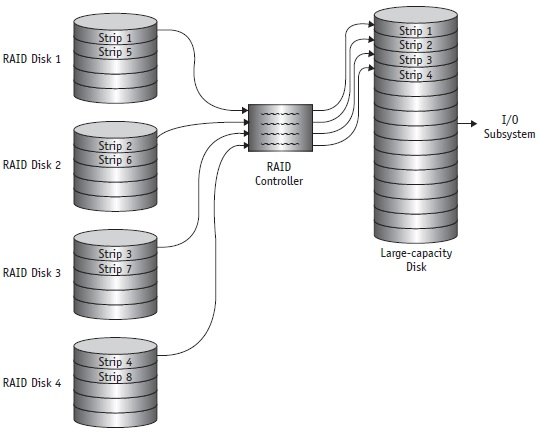 RAID Disk 1
Strip 1
Strip 5
RAID Disk 2
Strip 2
Strip 6
RAID Disk 3
Strip 3
Strip 7
RAID Disk 4
Strip 4
Strip 8
RAID
Controller
Strip 1
Strip 2
Strip 3
Strip 4
Large-capacity
Disk
I/O
Subsystem